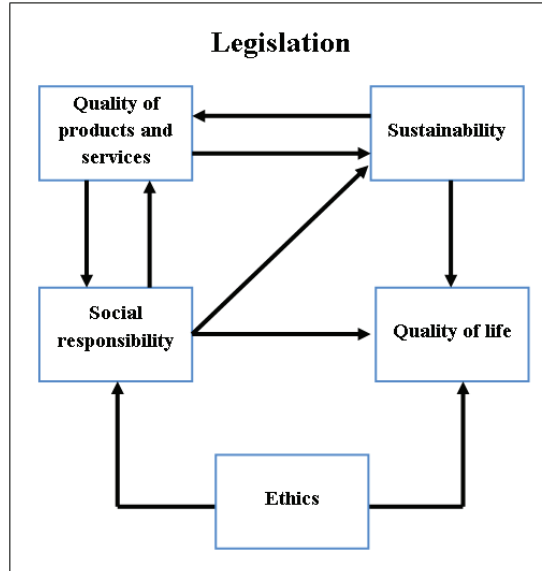 Legislation
Quality of
products and
services
Sustainability
Social
responsibility
Quality of life
Ethics